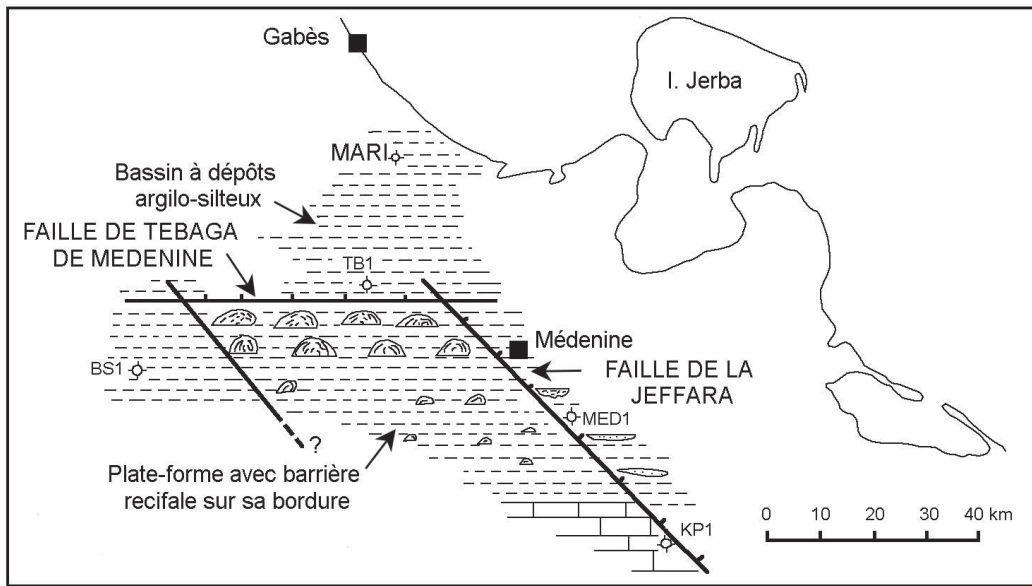 Gabès
I. Jerba
MARI
Bassin à dépôts
argilo-silteux
FAILLE DE TEBAGA
DE MEDENINE
TB1
Médenine
BS1
FAILLE DE LA
JEFFARA
MED1
?
Plate-forme avec barrière
recifale sur sa bordure
KP1
0 10 20 30 40 km